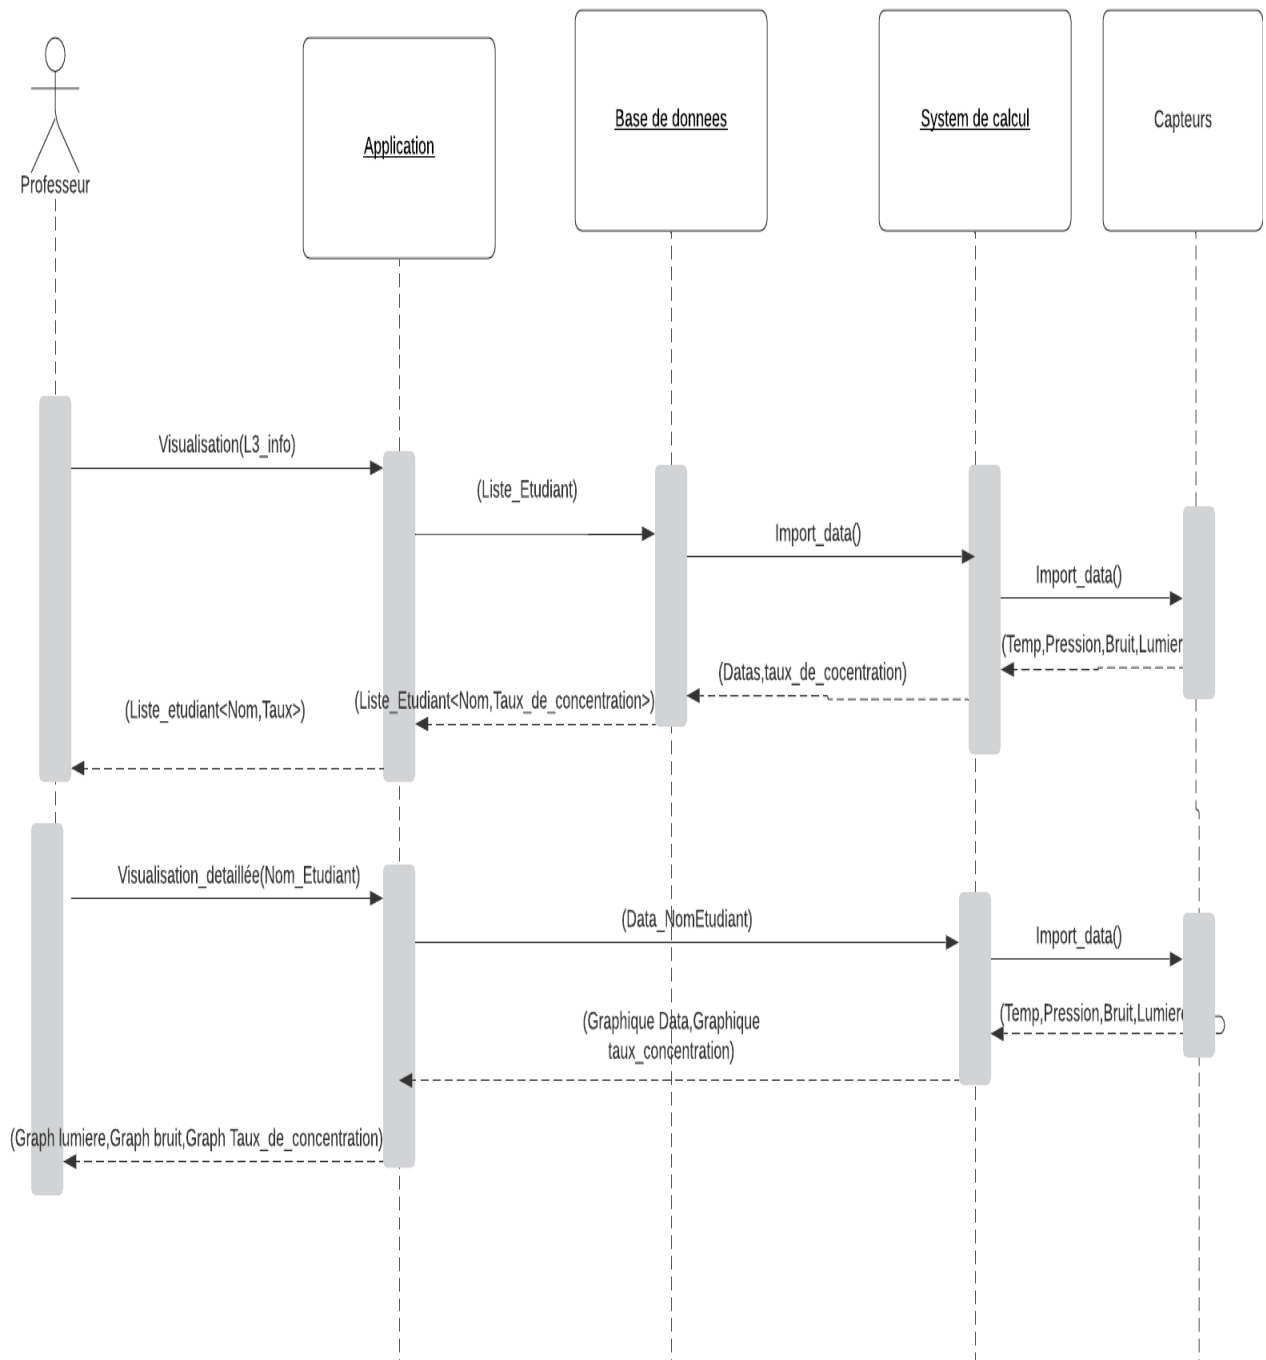 Base de donnees
System de calcul
Capteurs
Application
Professeur
Visualisation(L3_info)
(Liste_Etudiant)
Import_data()
Import_data()
(Temp,Pression,Bruit,Lumier
(Datas,taux_de_cocentration)
(Liste_Etudiant<Nom,Taux_de_concentration>)
(Liste_etudiant<Nom,Taux>)
Visualisation_detaillée(Nom_Etudiant)
(Data_NomEtudiant)
Import_data()
(Temp,Pression,Bruit,Lumiere
(Graphique Data,Graphique
taux_concentration)
(Graph lumiere,Graph bruit,Graph Taux_de_concentration)